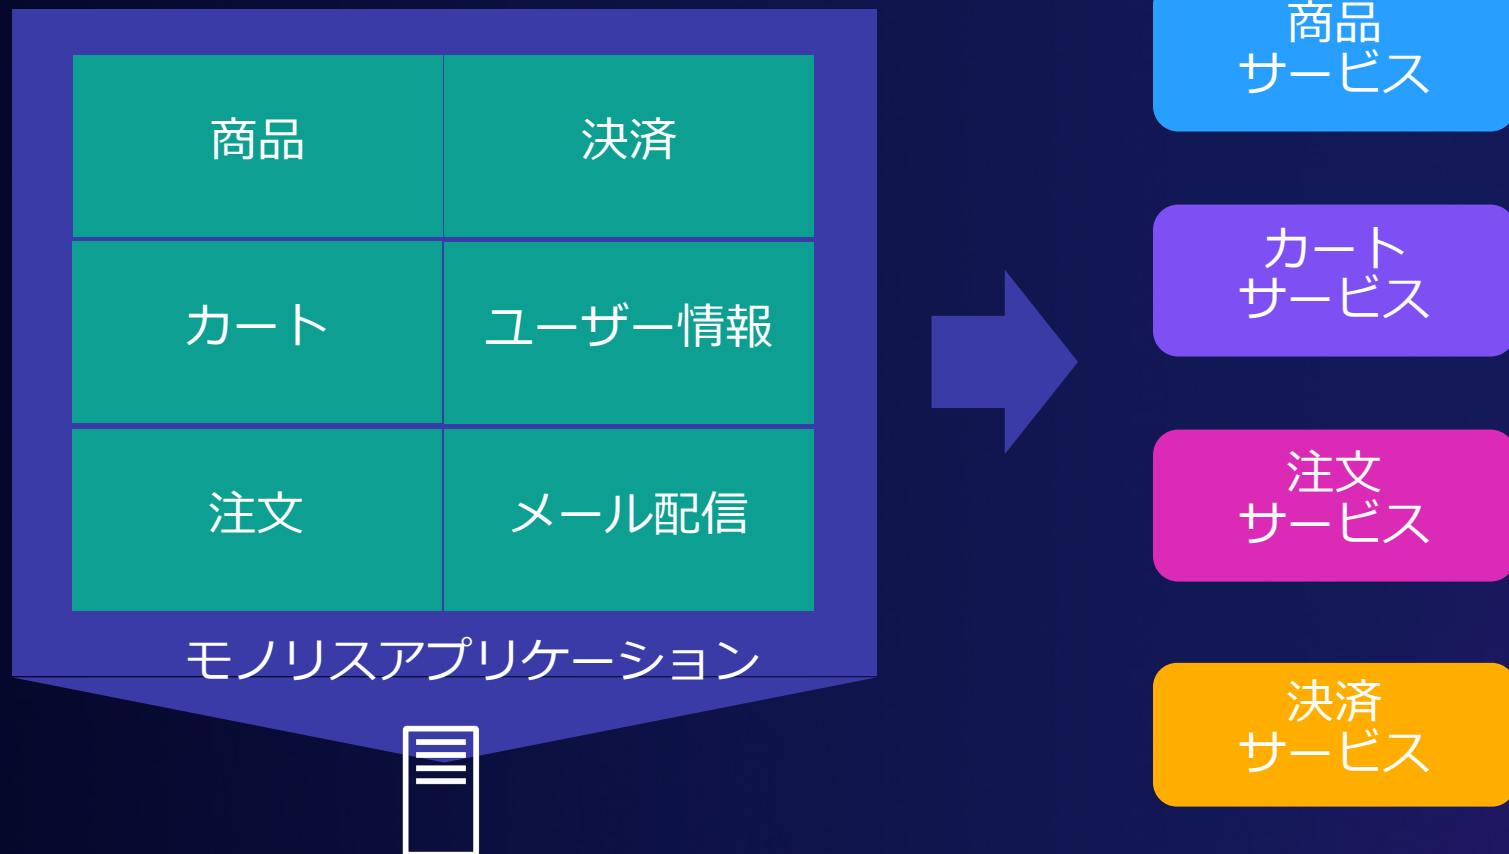 商品
決済
カート
ユーザー情報
注文
メール配信
モノリスアプリケーション
商品
サービス
カート
サービス
注文
サービス
決済
サービス